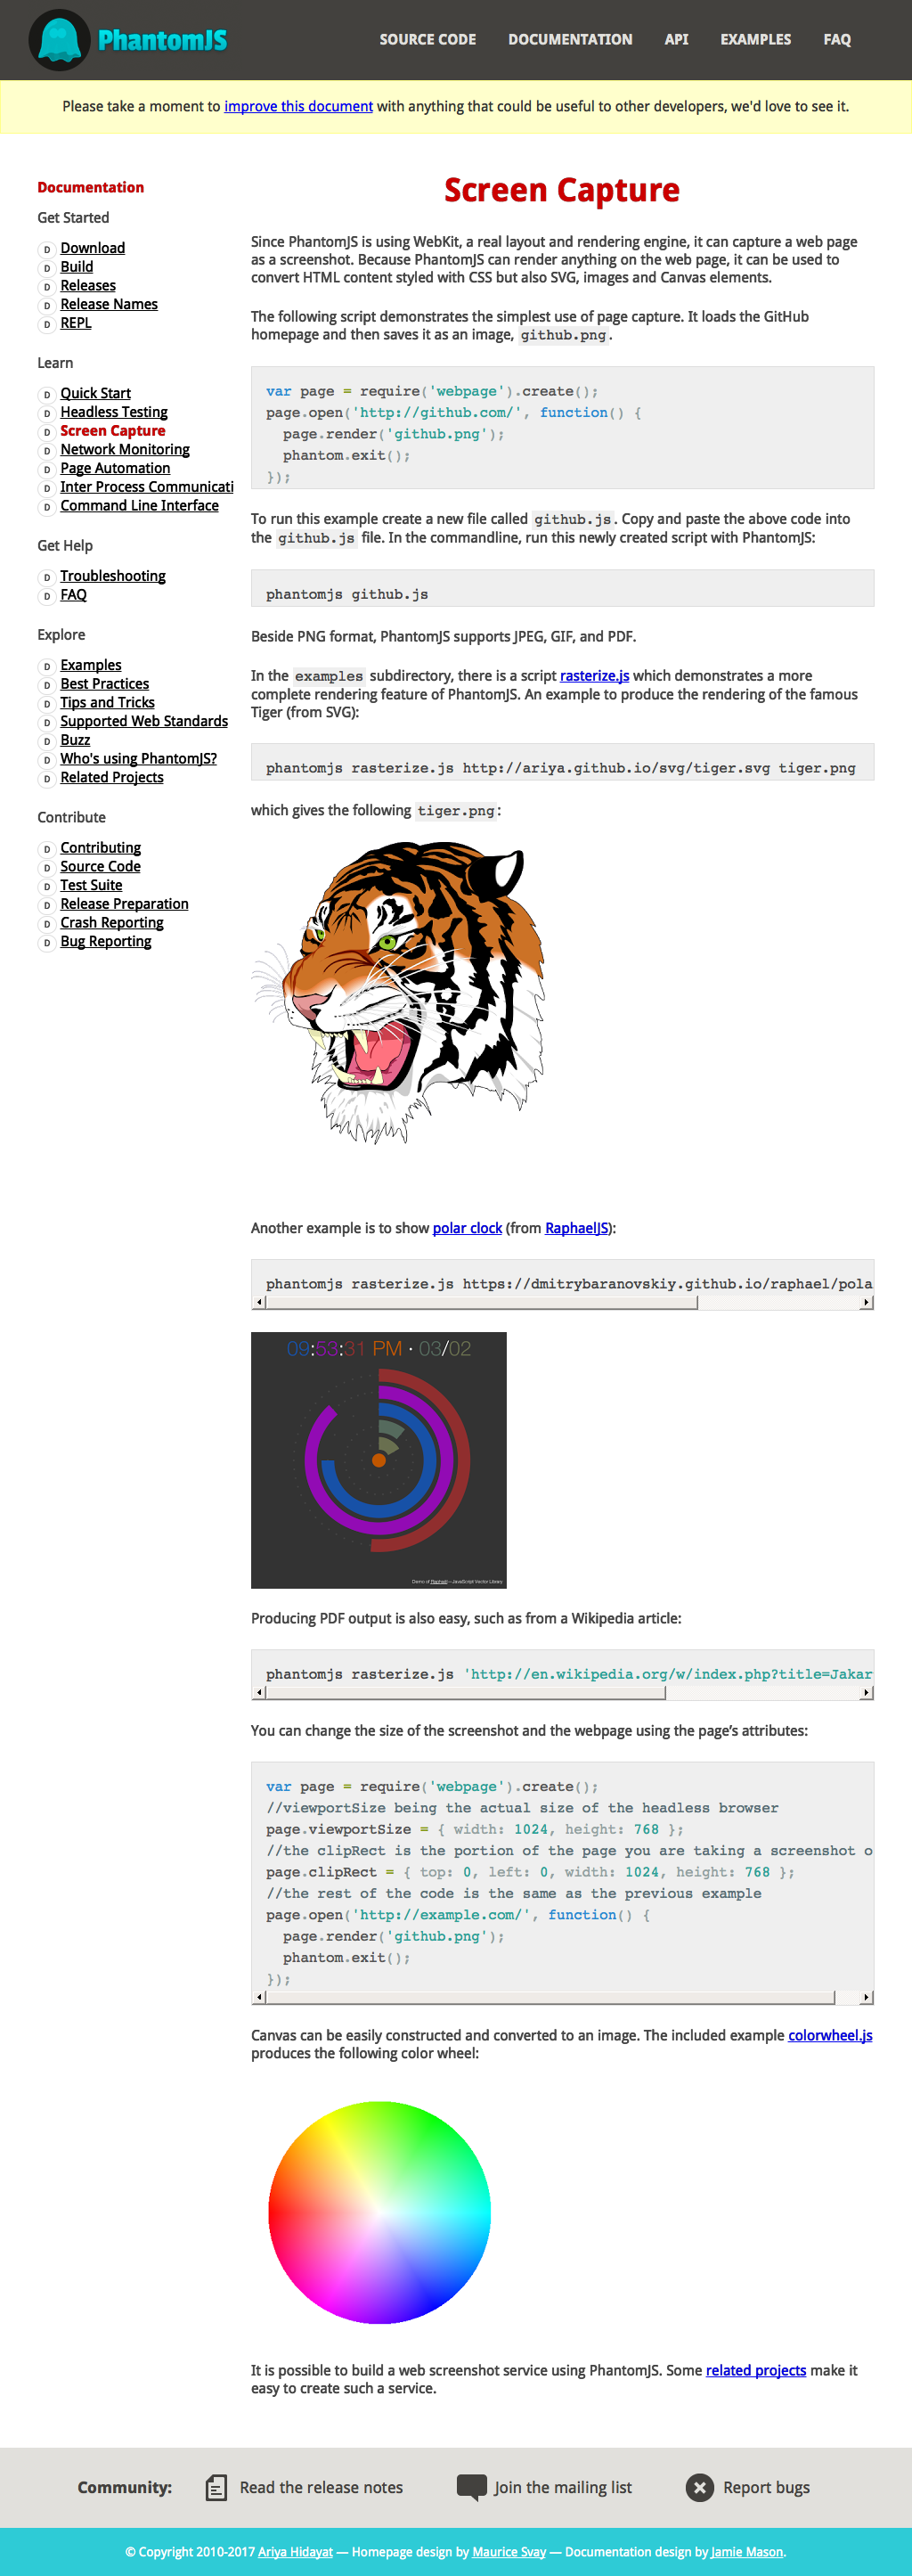 PhantomJS
SOURCE CODE DOCUMENTATION API EXAMPLES FAQ
Please take a moment to improve this document with anything that could be useful to other developers, we'd love to see it.
Documentation
Get Started
D Download
D Build
D Releases
D Release Names
D REPL
Learn
D Quick Start
D Headless Testing
D Screen Capture
D Network Monitoring
D Page Automation
D Inter Process Communicati
D Command Line Interface
Get Help
D Troubleshooting
D FAQ
Explore
D Examples
D Best Practices
D Tips and Tricks
D Supported Web Standards
D Buzz
D Who's using PhantomJS?
D Related Projects
Contribute
D Contributing
D Source Code
D Test Suite
D Release Preparation
D Crash Reporting
D Bug Reporting
Screen Capture
Since PhantomJS is using WebKit, a real layout and rendering engine, it can capture a web page
as a screenshot. Because PhantomJS can render anything on the web page, it can be used to
convert HTML content styled with CSS but also SVG, images and Canvas elements.
The following script demonstrates the simplest use of page capture. It loads the GitHub
homepage and then saves it as an image, github.png.
var page = require('webpage').create();
page.open('http://github.com/', function() {
  page.render('github.png');
  phantom.exit();
});
To run this example create a new file called github.js. Copy and paste the above code into
the github.js file. In the commandline, run this newly created script with PhantomJS:
phantomjs github.js
Beside PNG format, PhantomJS supports JPEG, GIF, and PDF.
In the examples subdirectory, there is a script rasterize.js which demonstrates a more
complete rendering feature of PhantomJS. An example to produce the rendering of the famous
Tiger (from SVG):
phantomjs rasterize.js http://ariya.github.io/svg/tiger.svg tiger.png
which gives the following tiger.png:
Another example is to show polar clock (from RaphaelJS):
phantomjs rasterize.js https://dmitrybaranovskiy.github.io/raphael/pola
09:53:31 PM · 03/02
Demo of Raphaël—JavaScript Vector Library
Producing PDF output is also easy, such as from a Wikipedia article:
phantomjs rasterize.js 'http://en.wikipedia.org/w/index.php?title=Jakar
You can change the size of the screenshot and the webpage using the page’s attributes:
var page = require('webpage').create();
//viewportSize being the actual size of the headless browser
page.viewportSize = { width: 1024, height: 768 };
//the clipRect is the portion of the page you are taking a screenshot o
page.clipRect = { top: 0, left: 0, width: 1024, height: 768 };
//the rest of the code is the same as the previous example
page.open('http://example.com/', function() {
  page.render('github.png');
  phantom.exit();
});
Canvas can be easily constructed and converted to an image. The included example colorwheel.js
produces the following color wheel:
It is possible to build a web screenshot service using PhantomJS. Some related projects make it
easy to create such a service.
Community: Read the release notes Join the mailing list Report bugs
© Copyright 2010-2017 Ariya Hidayat — Homepage design by Maurice Svay — Documentation design by Jamie Mason.